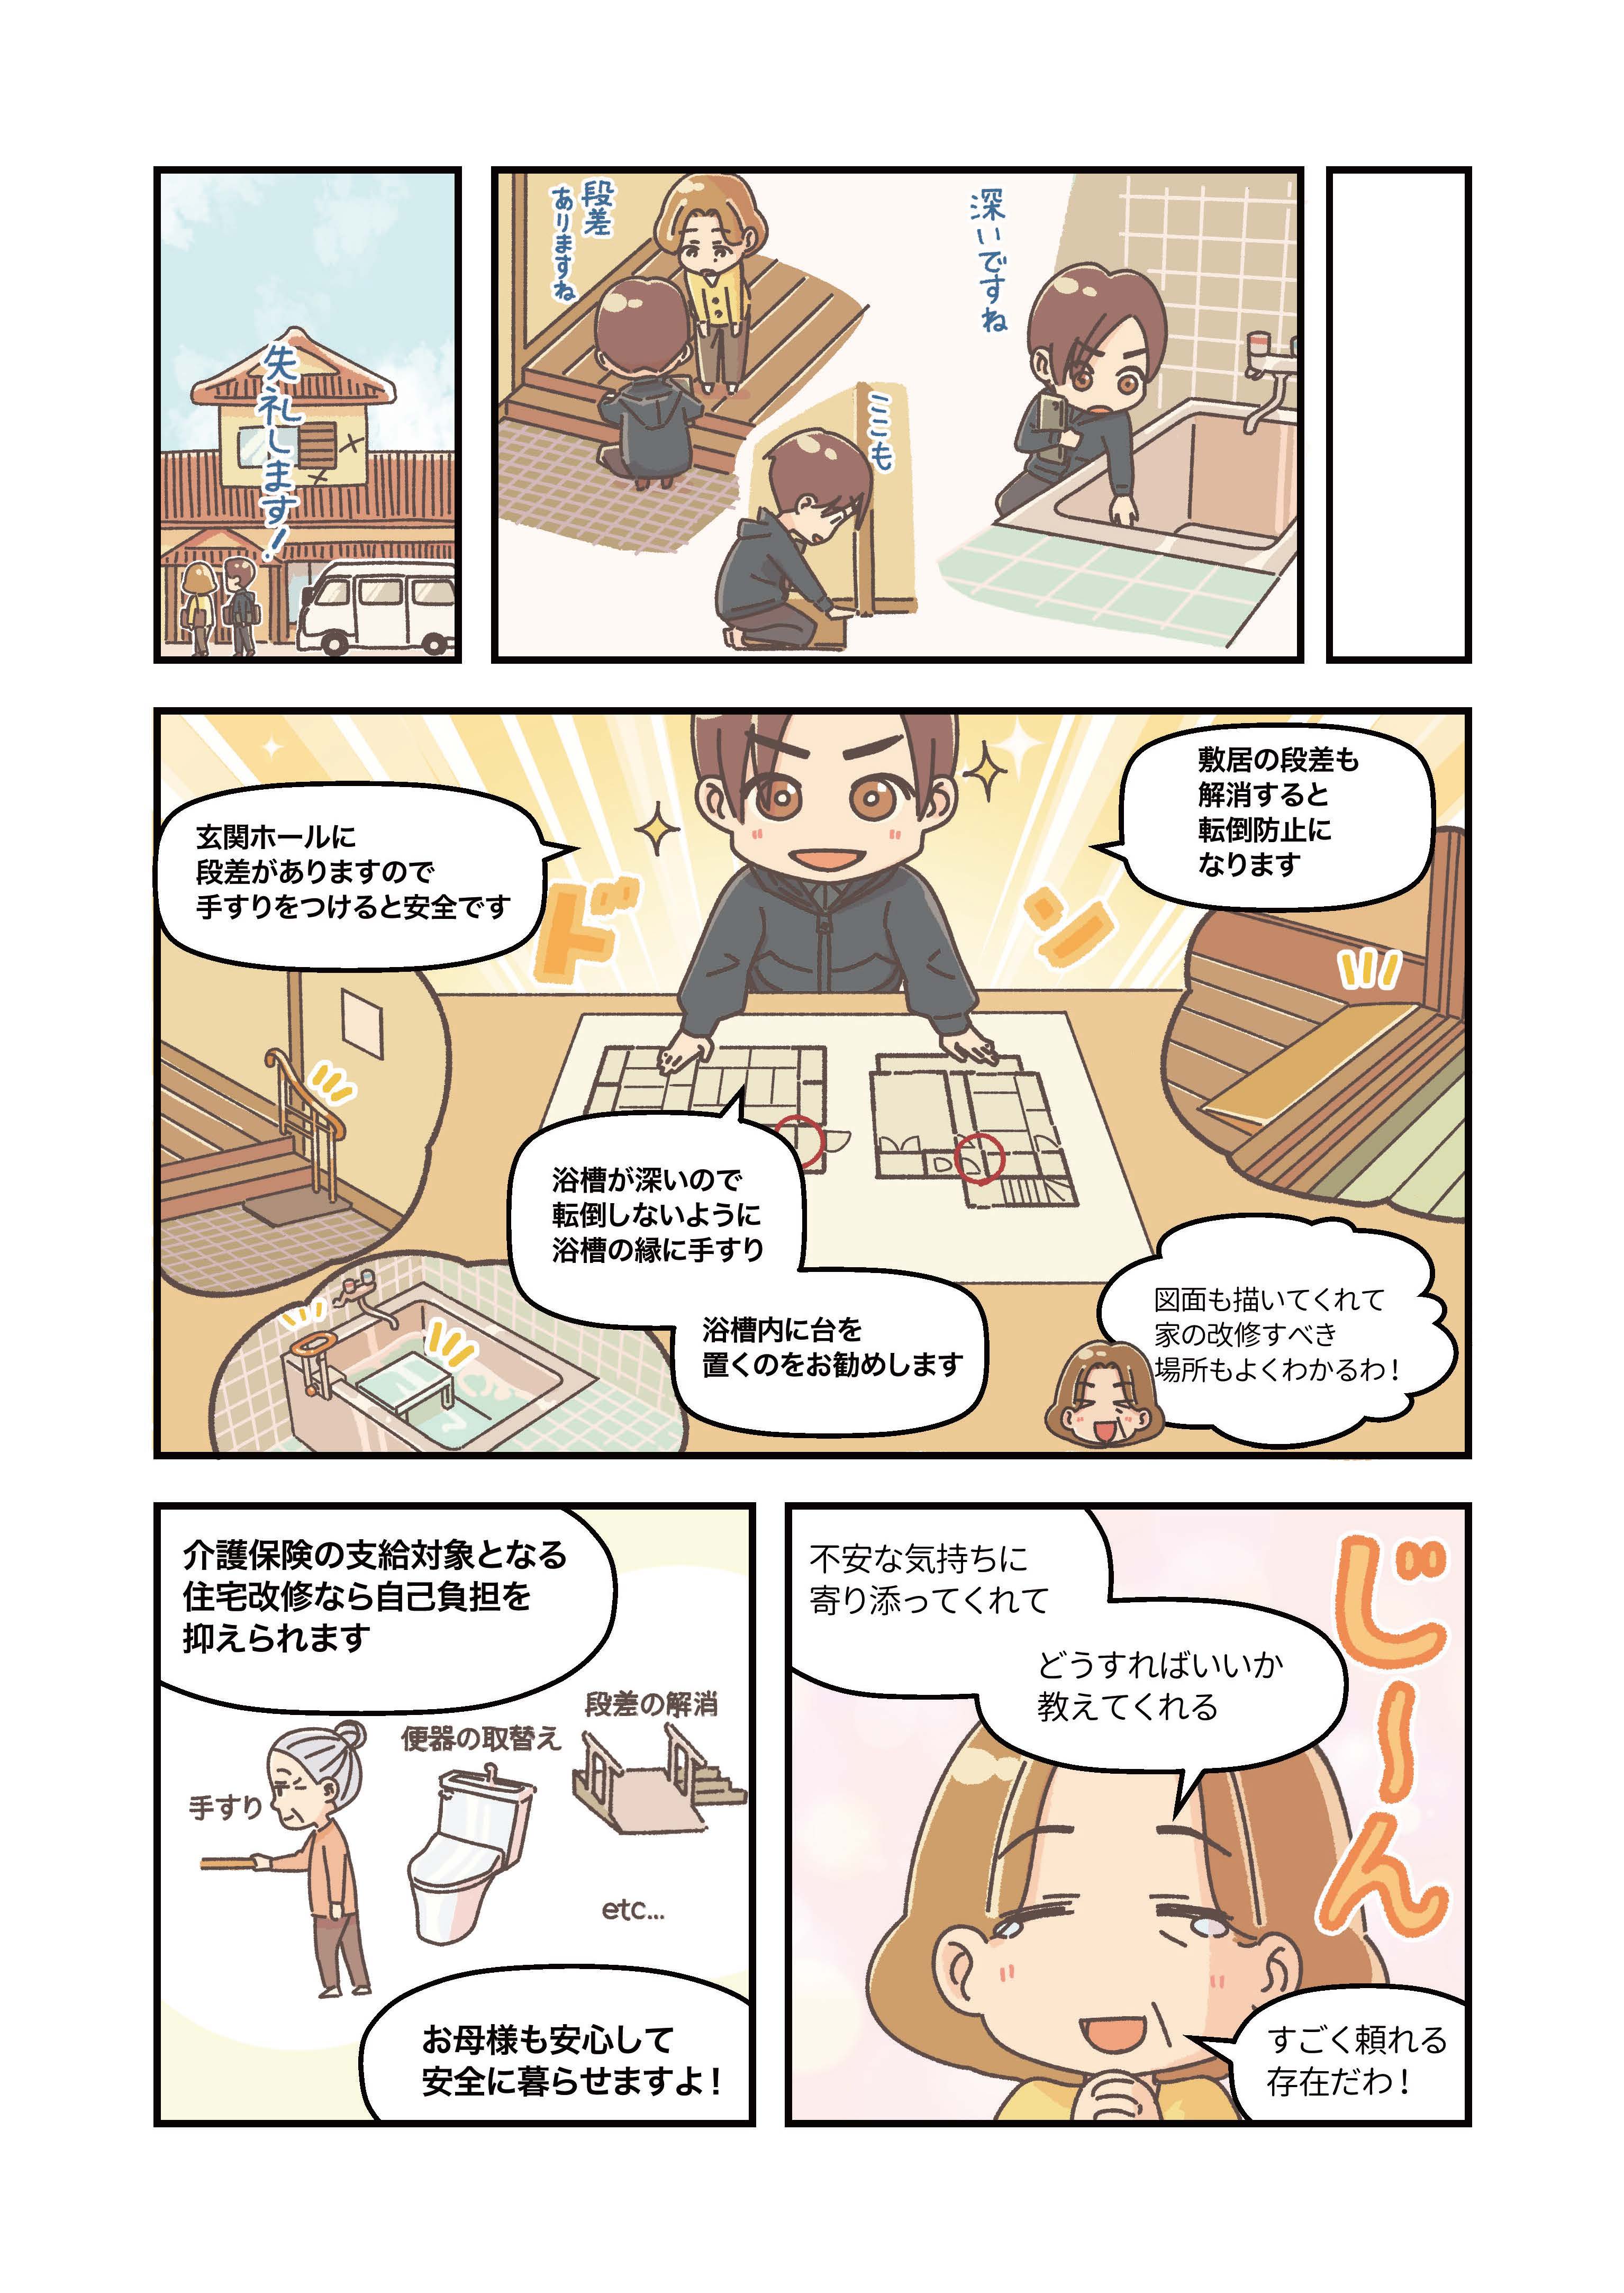 失礼します！
段差
ありますね
ここも
深いですね
玄関ホールに
段差がありますので
手すりをつけると安全です
ドン
敷居の段差も
解消すると
転倒防止に
なります
浴槽が深いので
転倒しないように
浴槽の縁に手すり
浴槽内に台を
置くのをお勧めします
図面も描いてくれて
家の改修すべき
場所もよくわかるわ！
介護保険の支給対象となる
住宅改修なら自己負担を
抑えられます
手すり
便器の取替え
段差の解消
etc...
お母様も安心して
安全に暮らせますよ！
不安な気持ちに
寄り添ってくれて
どうすればいいか
教えてくれる
じーん
すごく頼れる
存在だわ！